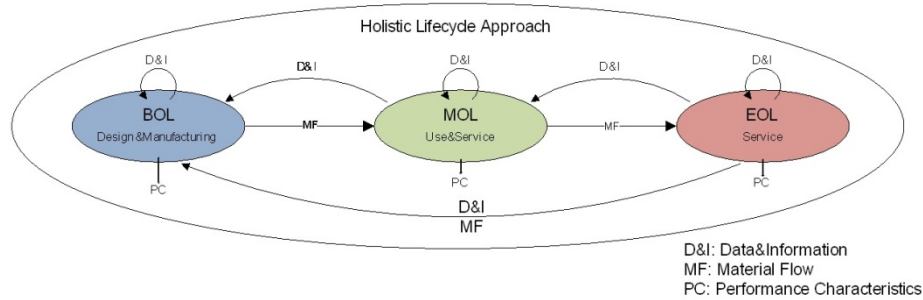 Holistic Lifecyde Approach
D&I
D&I
D&I
D&I
D&I
BOL
Design&Manufacturing
MF
MOL
Use&Service
MF
EOL
Service
PC
PC
PC
D&I
MF
D&I: Data&Information
MF: Material Flow
PC: Performance Characteristics